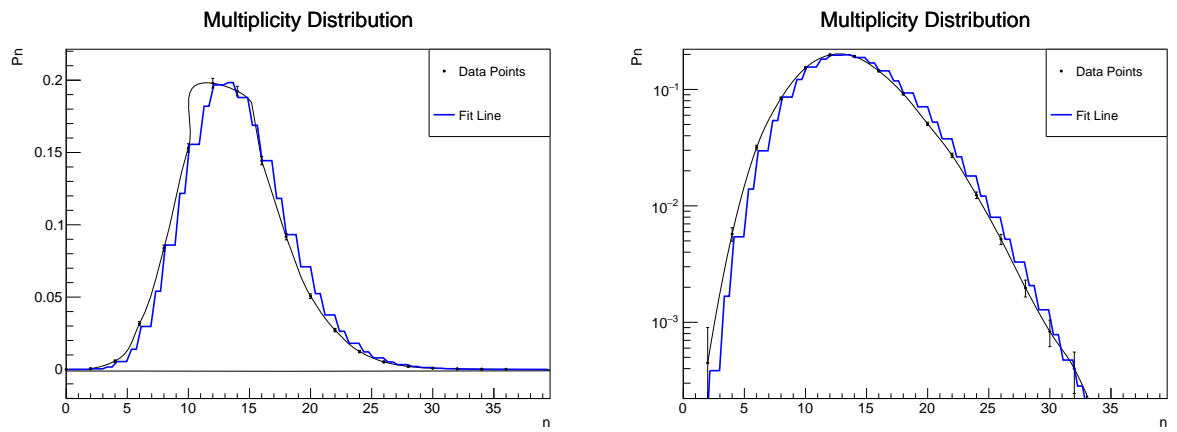 Multiplicity Distribution
Pn
Data Points
Fit Line
0.2
0.15
0.1
0.05
0
0 5 10 15 20 25 30 35
n
Multiplicity Distribution
Pn
Data Points
Fit Line
10−1
10−2
10−3
0 5 10 15 20 25 30 35
n